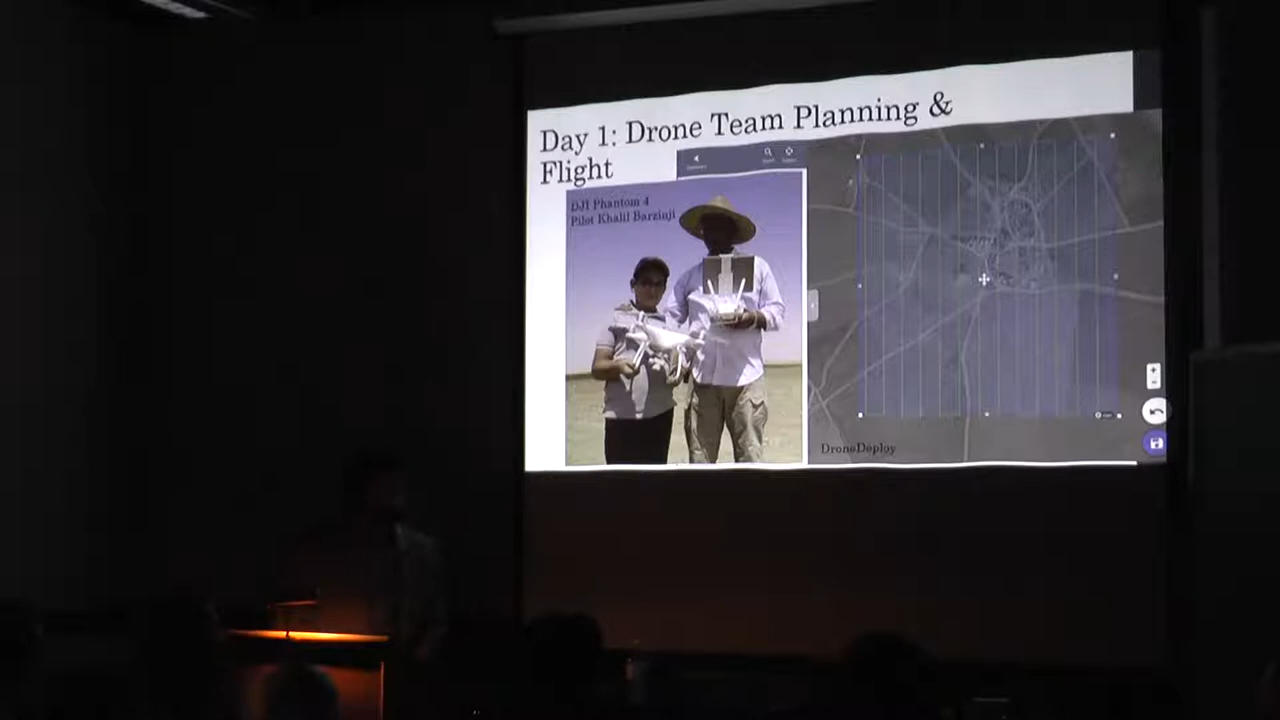 Day 1: Drone Team Planning &
Flight
DJI Phantom 4
Pilot Khalil Barzinji
DroneDeploy